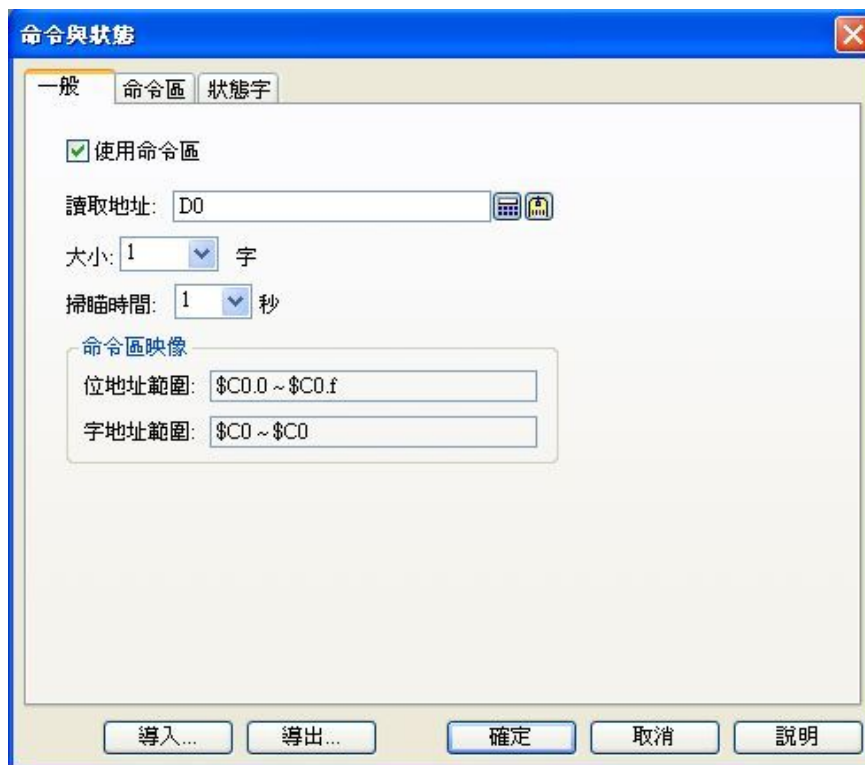 命令與狀態
一般 命令區 狀態字
使用命令區
讀取地址: D0
大小: 1 字
掃瞄時間: 1 秒
命令區映像
位地址範圍: $C0.0 ~ $C0.f
字地址範圍: $C0 ~ $C0
導入... 導出... 確定 取消 說明